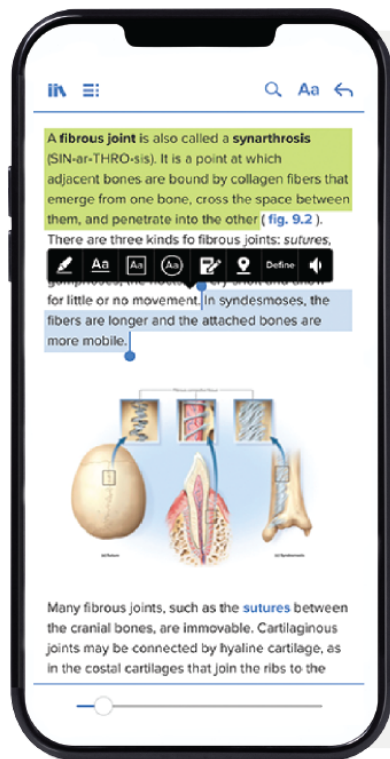 Aa
A fibrous joint is also called a synarthrosis
(SIN-ar-THRO-sis). It is a point at which
adjacent bones are bound by collagen fibers that
emerge from one bone, cross the space between
them, and penetrate into the other ( fig. 9.2 ).
There are three kinds fo fibrous joints: sutures,
Aa Aa Aa Define
for little or no movement. In syndesmoses, the
fibers are longer and the attached bones are
more mobile.
(a) Suture (c) Syndesmosis
Many fibrous joints, such as the sutures between
the cranial bones, are immovable. Cartilaginous
joints may be connected by hyaline cartilage, as
in the costal cartilages that join the ribs to the